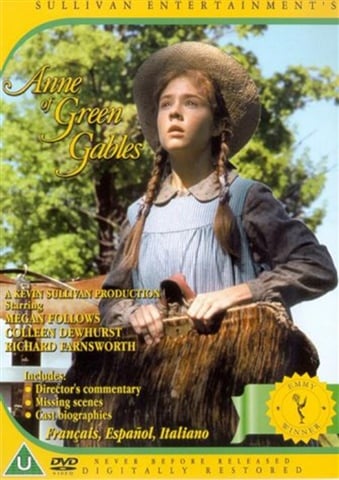 SULLIVAN ENTERTAINMENT'S
Anne
of Green
Gables
A KEVIN SULLIVAN PRODUCTION
Starring
MEGAN FOLLOWS
COLLEEN DEWHURST
RICHARD FARNSWORTH
Includes:
• Director's commentary
• Missing scenes
• Cast biographies
Français, Español, Italiano
EMMY
WINNER
U
DVD
VIDEO
NEVER BEFORE RELEASED
DIGITALLY RESTORED